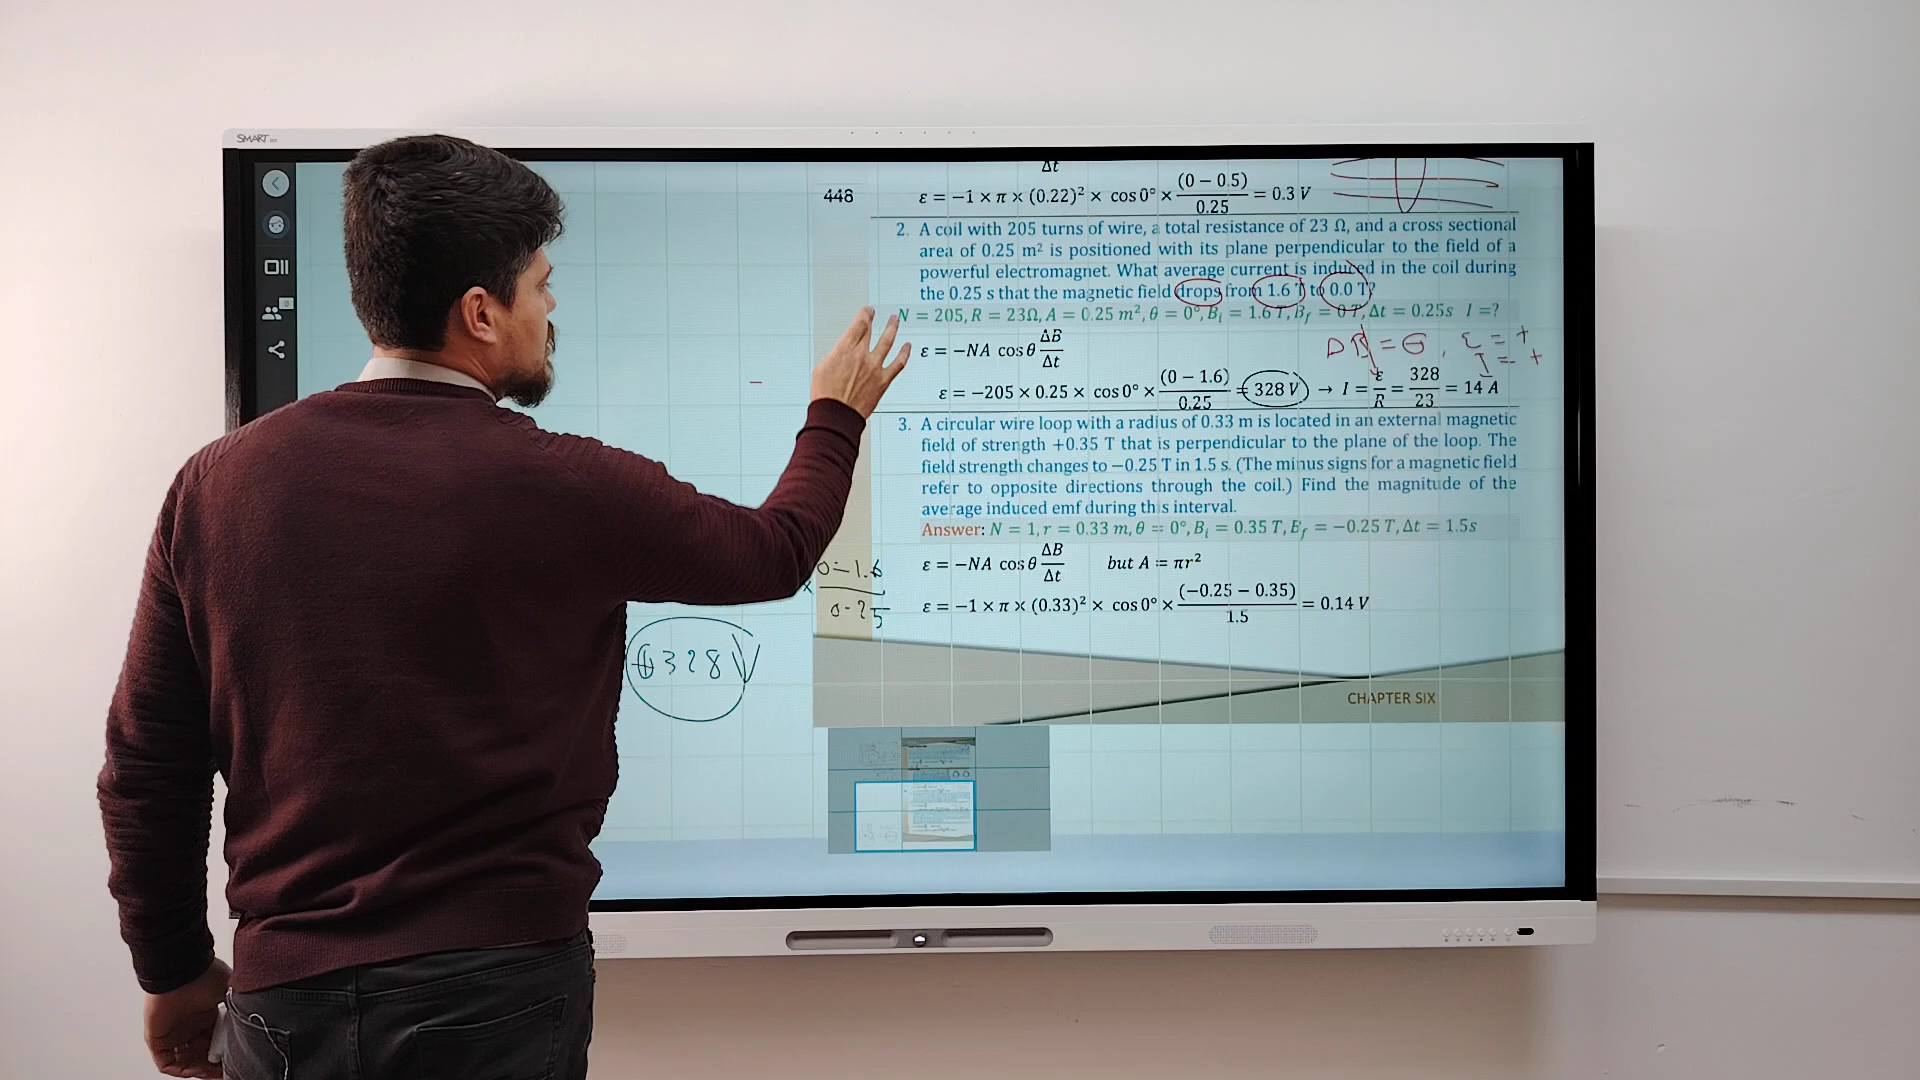 SMART
Δt
448
ε = −1 × π × (0.22)² × cos 0° × (0 − 0.5) / 0.25 = 0.3 V
2. A coil with 205 turns of wire, a total resistance of 23 Ω, and a cross sectional
area of 0.25 m² is positioned with its plane perpendicular to the field of a
powerful electromagnet. What average current is induced in the coil during
the 0.25 s that the magnetic field drops from 1.6 T to 0.0 T?
N = 205, R = 23Ω, A = 0.25 m², θ = 0°, Bᵢ = 1.6 T, B_f = 0 T, Δt = 0.25s I =?
ε = −NA cos θ ΔB / Δt
ε = +
I = +
ε = −205 × 0.25 × cos 0° × (0 − 1.6) / 0.25 = 328 V → I = ε / R = 328 / 23 = 14 A
3. A circular wire loop with a radius of 0.33 m is located in an external magnetic
field of strength +0.35 T that is perpendicular to the plane of the loop. The
field strength changes to −0.25 T in 1.5 s. (The minus signs for a magnetic field
refer to opposite directions through the coil.) Find the magnitude of the
average induced emf during this interval.
Answer: N = 1, r = 0.33 m, θ = 0°, Bᵢ = 0.35 T, B_f = −0.25 T, Δt = 1.5s
ε = −NA cos θ ΔB / Δt but A = πr²
ε = −1 × π × (0.33)² × cos 0° × (−0.25 − 0.35) / 1.5 = 0.14 V
× 0 − 1.6 / 0.25
+328 V
CHAPTER SIX